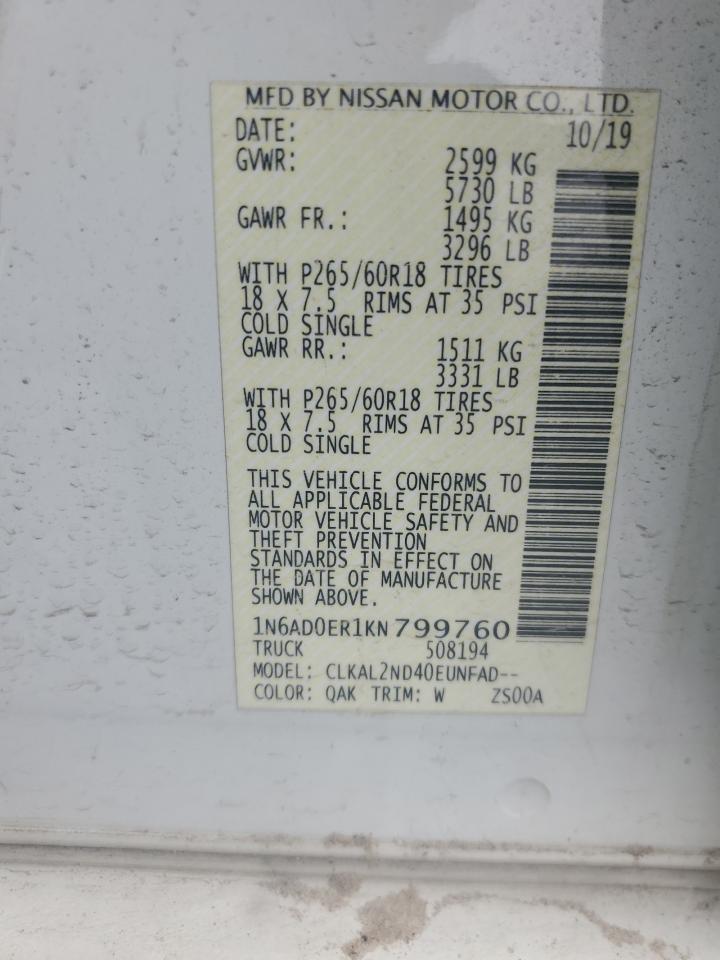 MFD BY NISSAN MOTOR CO., LTD.
DATE: 10/19
GVWR: 2599 KG
5730 LB
GAWR FR.: 1495 KG
3296 LB
WITH P265/60R18 TIRES
18 X 7.5 RIMS AT 35 PSI
COLD SINGLE
GAWR RR.: 1511 KG
3331 LB
WITH P265/60R18 TIRES
18 X 7.5 RIMS AT 35 PSI
COLD SINGLE
THIS VEHICLE CONFORMS TO
ALL APPLICABLE FEDERAL
MOTOR VEHICLE SAFETY AND
THEFT PREVENTION
STANDARDS IN EFFECT ON
THE DATE OF MANUFACTURE
SHOWN ABOVE.
1N6AD0ER1KN799760
TRUCK 508194
MODEL: CLKAL2ND40EUNFAD--
COLOR: QAK TRIM: W ZS00A